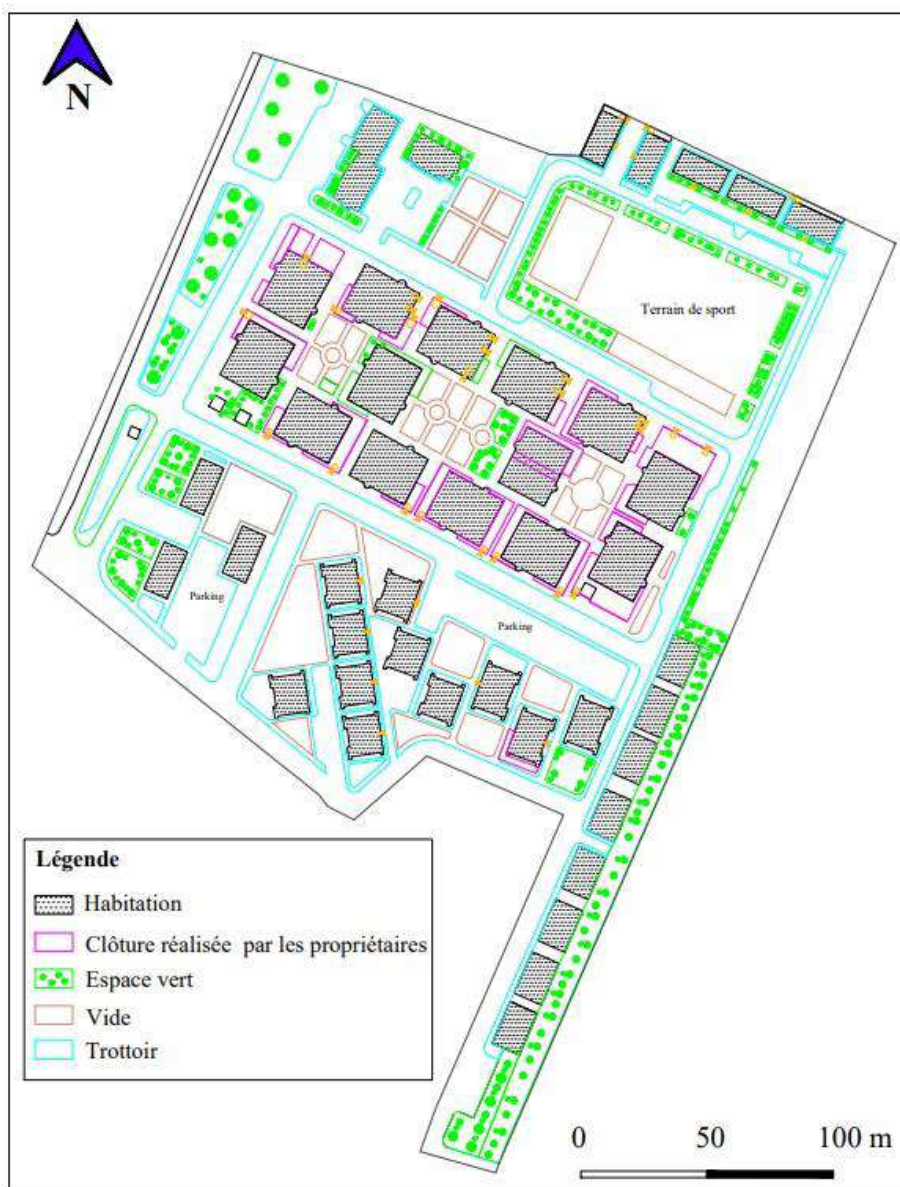 N
Terrain de sport
Parking
Parking
Légende
Habitation
Clôture réalisée par les propriétaires
Espace vert
Vide
Trottoir
0 50 100 m